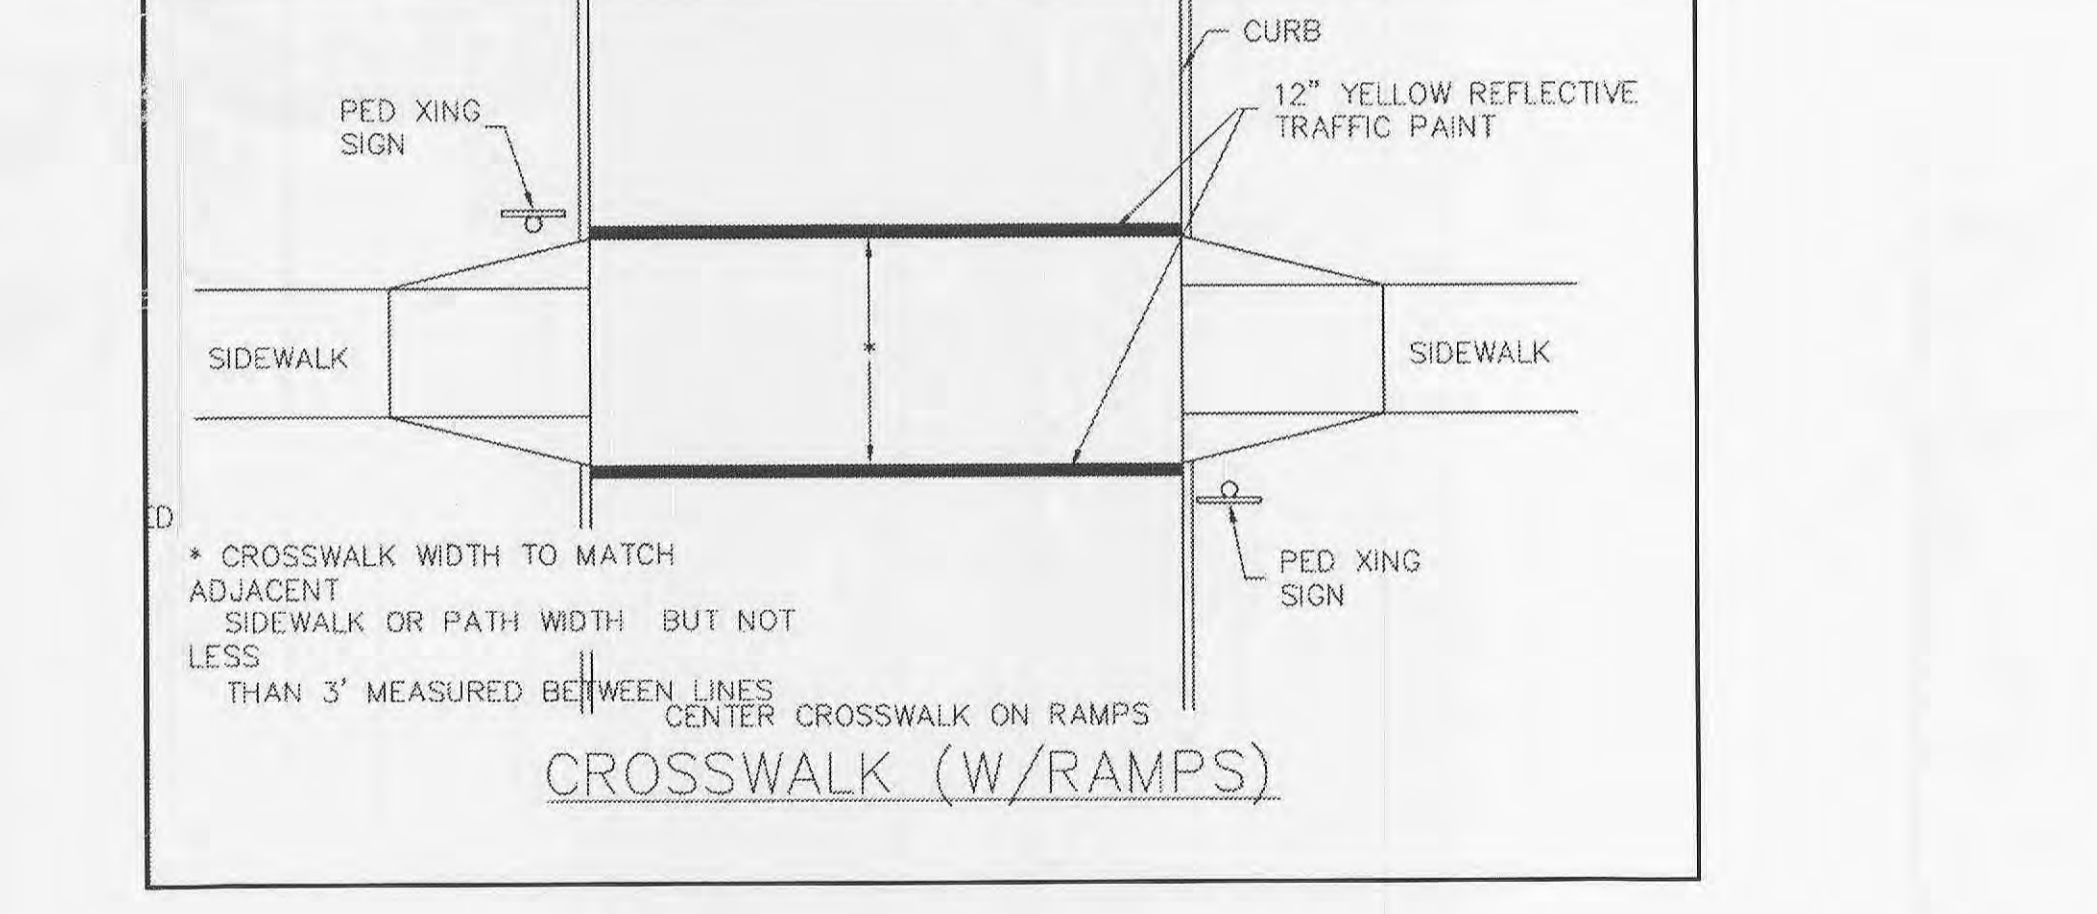 CURB
12" YELLOW REFLECTIVE
TRAFFIC PAINT
PED XING
SIGN
SIDEWALK
*
SIDEWALK
ED
* CROSSWALK WIDTH TO MATCH
ADJACENT
SIDEWALK OR PATH WIDTH BUT NOT
LESS
THAN 3' MEASURED BETWEEN LINES
PED XING
SIGN
CENTER CROSSWALK ON RAMPS
CROSSWALK (W/RAMPS)